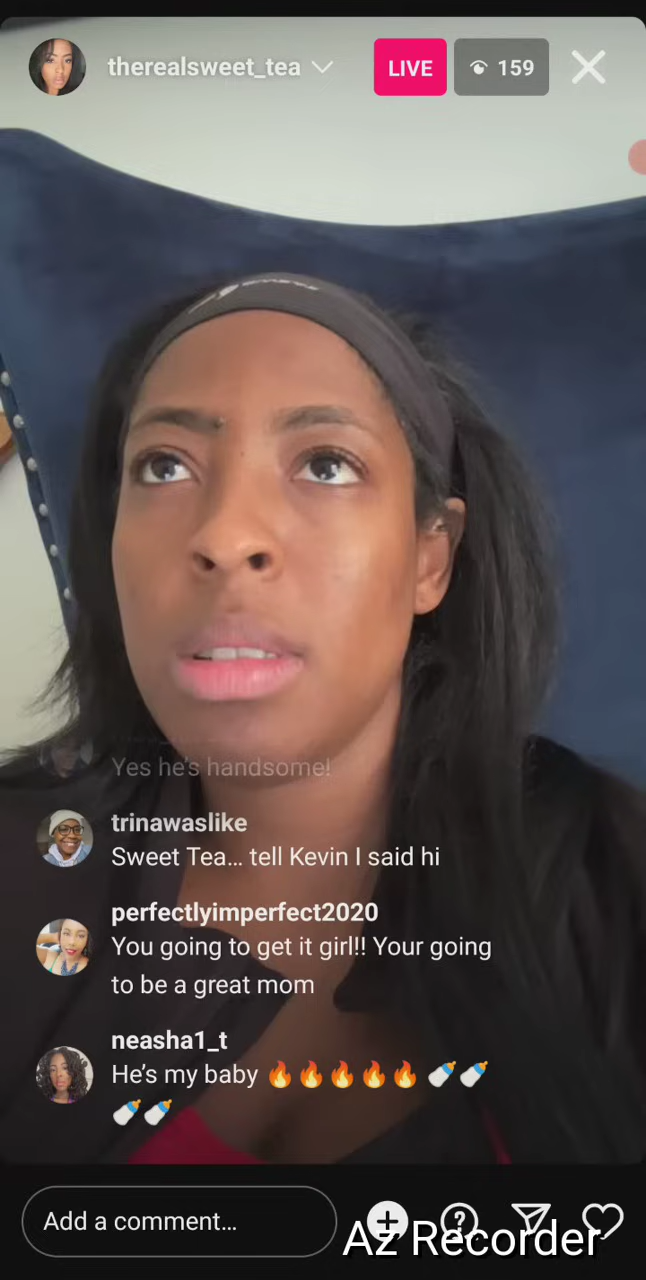 therealsweet_tea
LIVE
159
Yes he's handsome!
trinawaslike
Sweet Tea... tell Kevin I said hi
perfectlyimperfect2020
You going to get it girl!! Your going
to be a great mom
neasha1_t
He's my baby 🔥🔥🔥🔥🔥 🍼🍼
🍼🍼
Add a comment...
Az Recorder